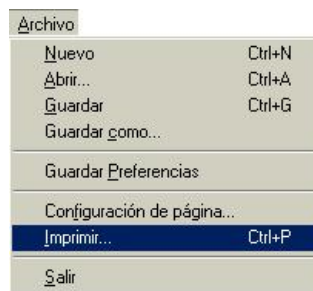 Archivo
Nuevo Ctrl+N
Abrir... Ctrl+A
Guardar Ctrl+G
Guardar como...
Guardar Preferencias
Configuración de página...
Imprimir... Ctrl+P
Salir